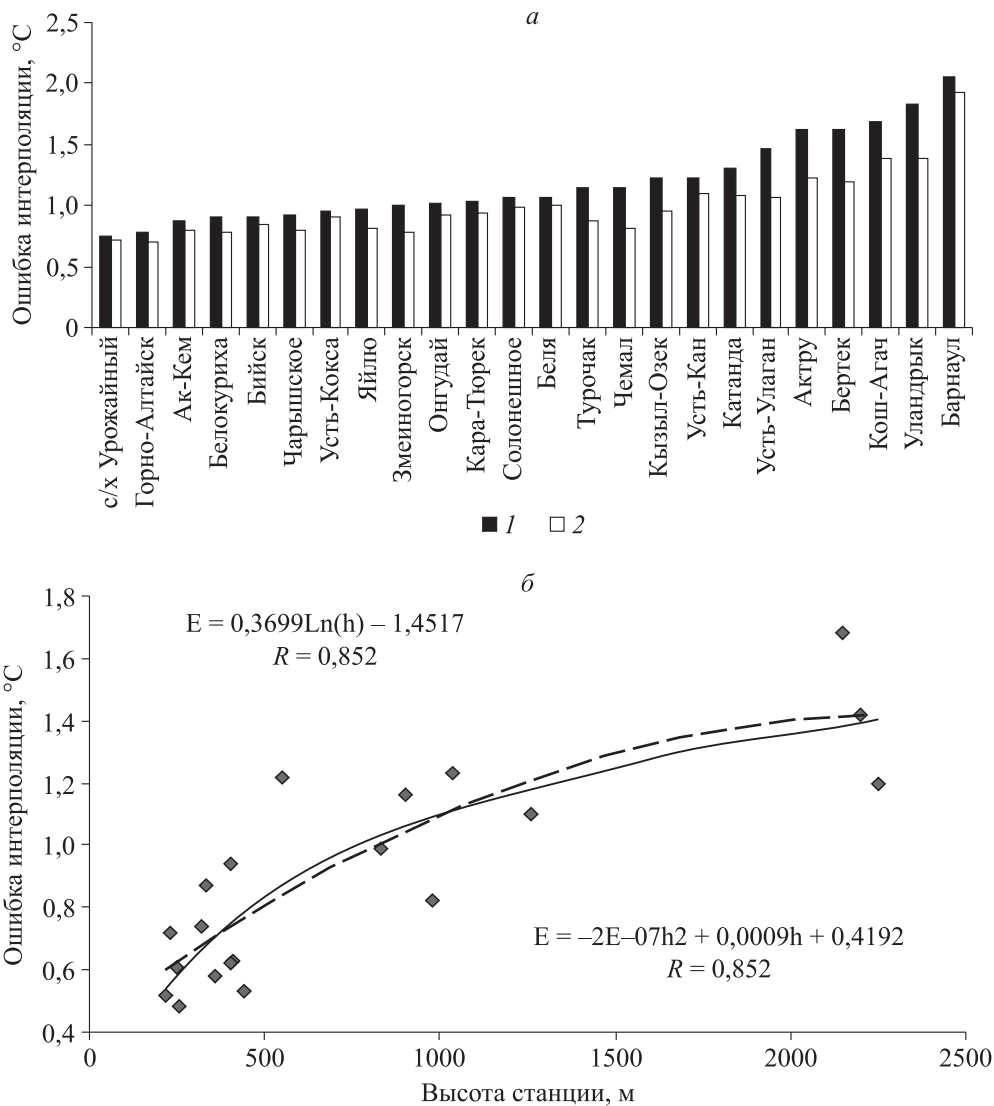 а
Ошибка интерполяции, °C
2,5
2,0
1,5
1,0
0,5
0
с/х Урожайный
Горно-Алтайск
Ак-Кем
Белокуриха
Бийск
Чарышское
Усть-Кокса
Яйлю
Змеиногорск
Онгудай
Кара-Тюрек
Солонешное
Беля
Турочак
Чемал
Кызыл-Озек
Усть-Кан
Катанда
Усть-Улаган
Актру
Бертек
Кош-Агач
Уландрык
Барнаул
1 2
б
Ошибка интерполяции, °C
1,8
1,6
1,4
1,2
1,0
0,8
0,6
0,4
E = 0,3699Ln(h) – 1,4517
R = 0,852
E = –2E–07h2 + 0,0009h + 0,4192
R = 0,852
0 500 1000 1500 2000 2500
Высота станции, м